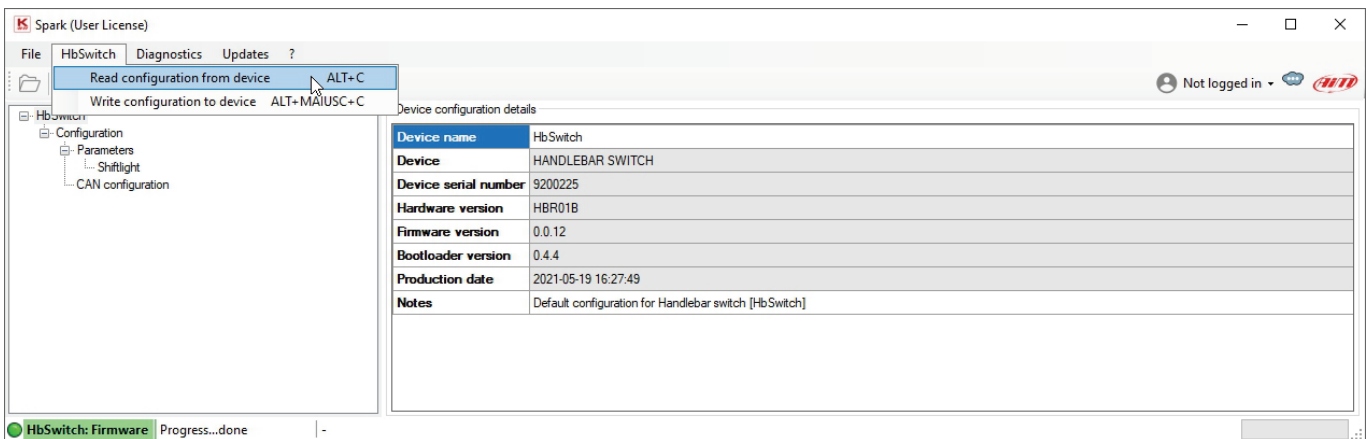 Spark (User License)
File HbSwitch Diagnostics Updates ?
Read configuration from device ALT+C
Write configuration to device ALT+MAIUSC+C
Not logged in
AiM
HbSwitch
Configuration
Parameters
Shiftlight
CAN configuration
Device configuration details
Device name HbSwitch
Device HANDLEBAR SWITCH
Device serial number 9200225
Hardware version HBR01B
Firmware version 0.0.12
Bootloader version 0.4.4
Production date 2021-05-19 16:27:49
Notes Default configuration for Handlebar switch [HbSwitch]
HbSwitch: Firmware Progress...done -